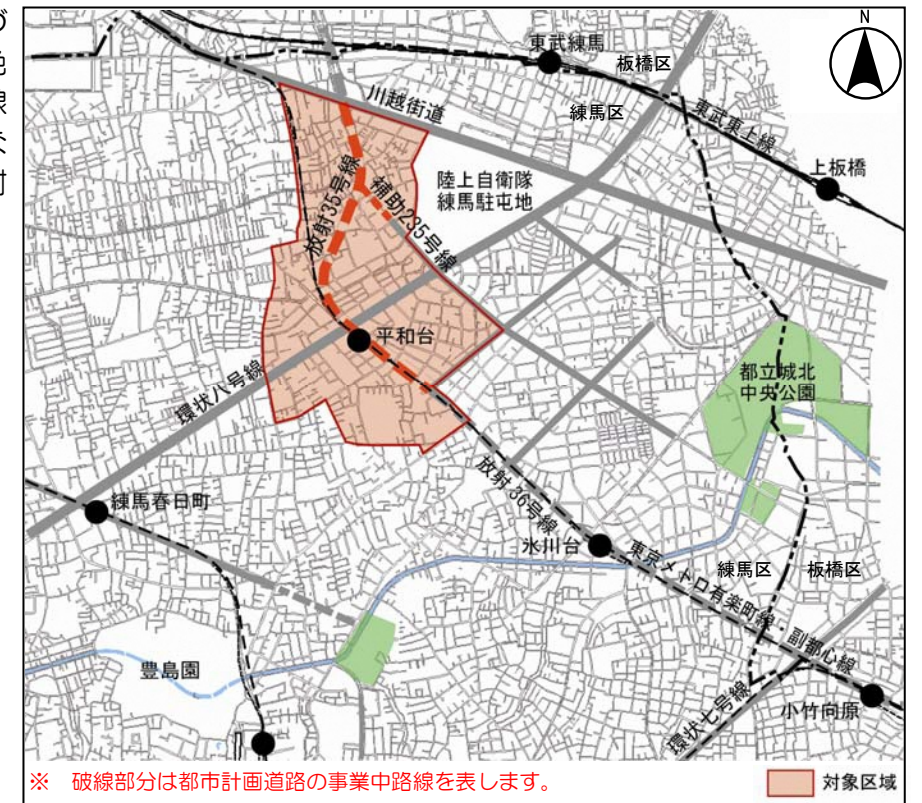 び
色
線
対
N
東武練馬
板橋区
練馬区
川越街道
東武東上線
上板橋
陸上自衛隊
練馬駐屯地
放射35号線
補助235号線
平和台
都立城北
中央公園
環状八号線
練馬春日町
放射36号線
氷川台
東京メトロ有楽町線・副都心線
練馬区
板橋区
豊島園
環状七号線
小竹向原
※ 破線部分は都市計画道路の事業中路線を表します。
対象区域